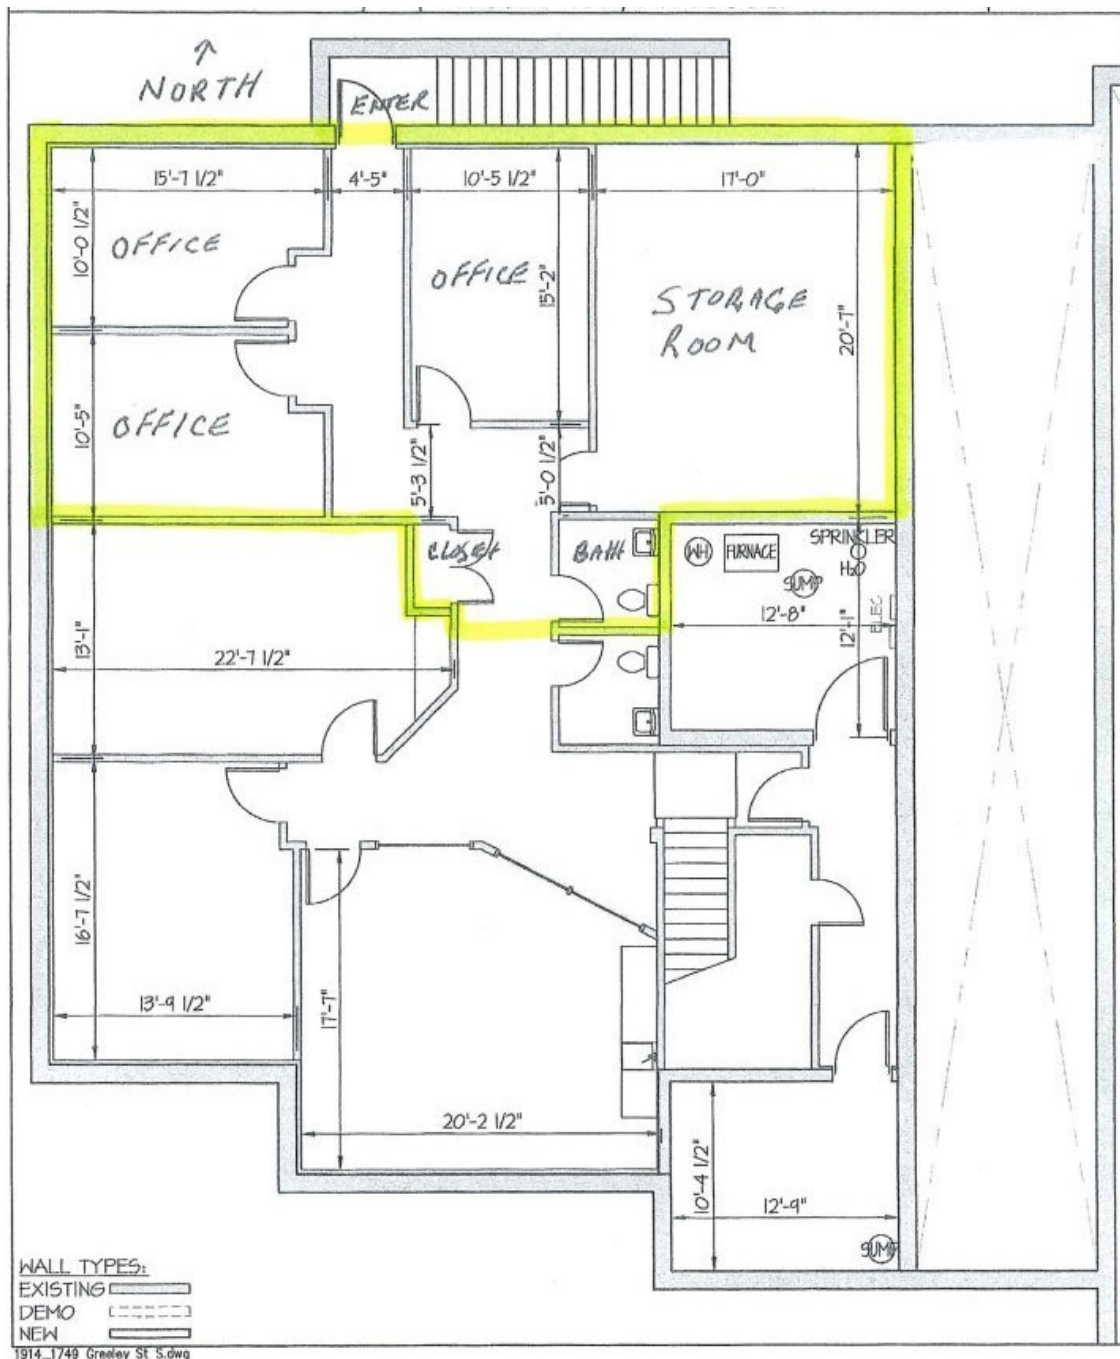 ↑
NORTH
ENTER
15'-7 1/2"
4'-5"
10'-5 1/2"
17'-0"
10'-0 1/2"
OFFICE
OFFICE
15'-2"
STORAGE
ROOM
20'-7"
10'-5"
OFFICE
5'-3 1/2"
5'-0 1/2"
CLOSET
BATH
WH
FURNACE
SPRINKLER
H2O
SUMP
ELEC
12'-8"
12'-1"
13'-1"
22'-7 1/2"
16'-7 1/2"
13'-9 1/2"
17'-7"
20'-2 1/2"
10'-4 1/2"
12'-9"
SUMP
WALL TYPES:
EXISTING
DEMO
NEW
1914_1749 Greeley St S.dwg